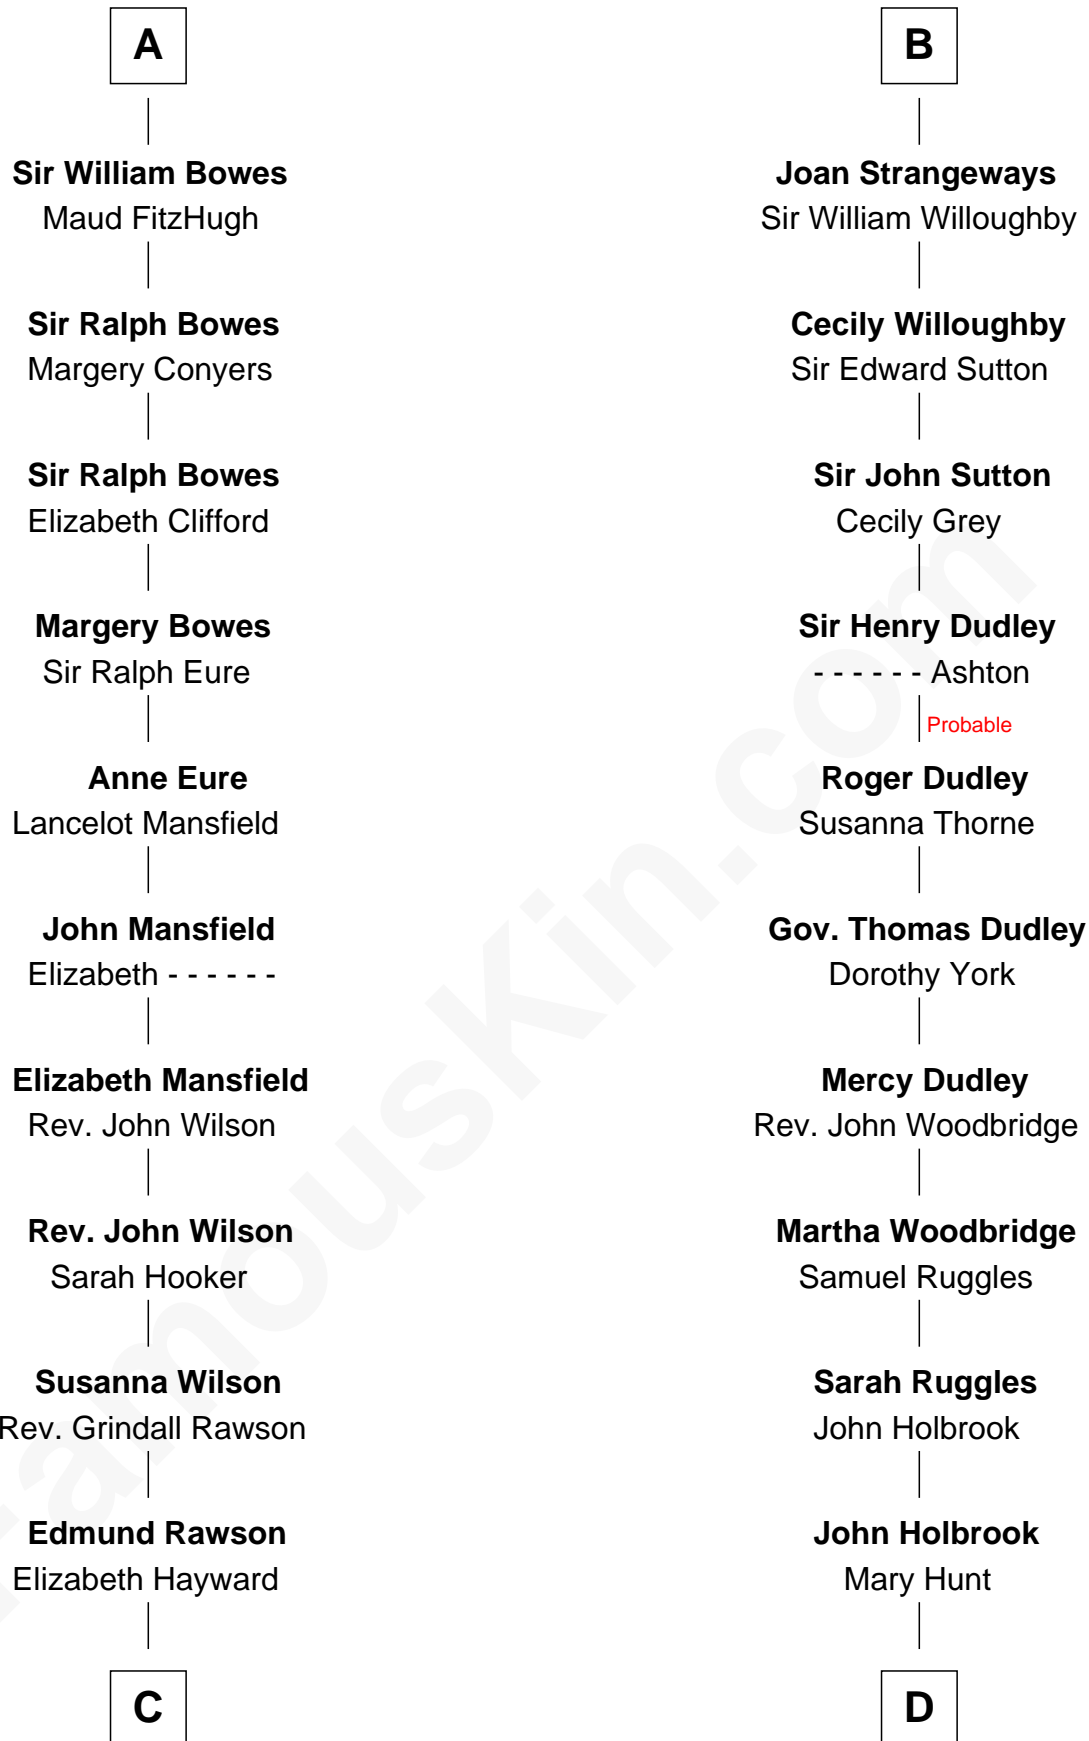 A
Sir William Bowes
Maud FitzHugh
Sir Ralph Bowes
Margery Conyers
Sir Ralph Bowes
Elizabeth Clifford
Margery Bowes
Sir Ralph Eure
Anne Eure
Lancelot Mansfield
John Mansfield
Elizabeth - - - - - -
Elizabeth Mansfield
Rev. John Wilson
Rev. John Wilson
Sarah Hooker
Susanna Wilson
Rev. Grindall Rawson
Edmund Rawson
Elizabeth Hayward
C
B
Joan Strangeways
Sir William Willoughby
Cecily Willoughby
Sir Edward Sutton
Sir John Sutton
Cecily Grey
Sir Henry Dudley
- - - - - - Ashton
Probable
Roger Dudley
Susanna Thorne
Gov. Thomas Dudley
Dorothy York
Mercy Dudley
Rev. John Woodbridge
Martha Woodbridge
Samuel Ruggles
Sarah Ruggles
John Holbrook
John Holbrook
Mary Hunt
D
FamousKin.com